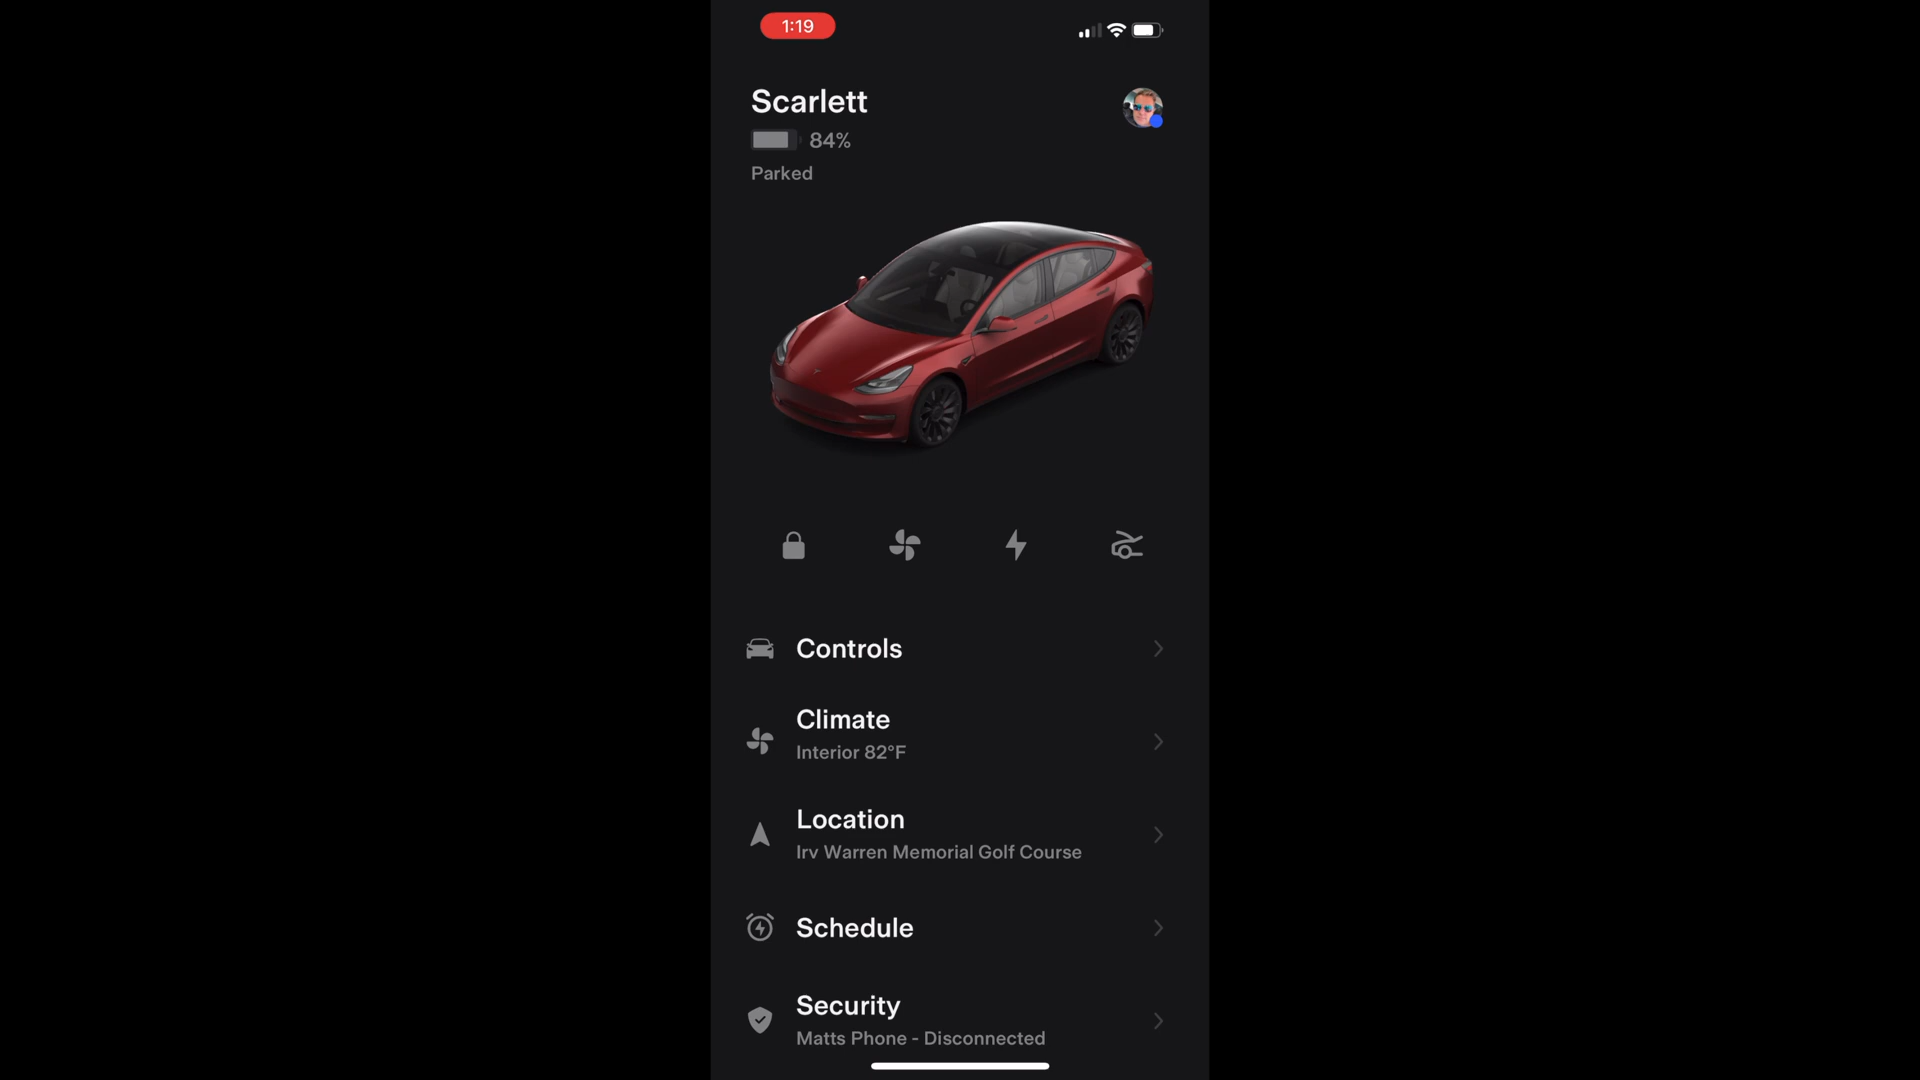 1:19
Scarlett
84%
Parked
Controls
Climate
Interior 82°F
Location
Irv Warren Memorial Golf Course
Schedule
Security
Matts Phone - Disconnected